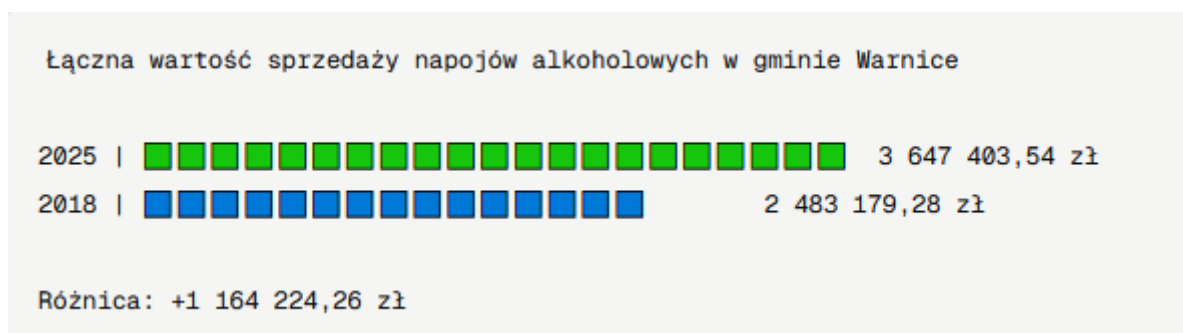 Łączna wartość sprzedaży napojów alkoholowych w gminie Warnice
2025 | 🟩🟩🟩🟩🟩🟩🟩🟩🟩🟩🟩🟩🟩🟩🟩🟩🟩🟩🟩🟩🟩 3 647 403,54 zł
2018 | 🟦🟦🟦🟦🟦🟦🟦🟦🟦🟦🟦🟦🟦🟦🟦 2 483 179,28 zł
Różnica: +1 164 224,26 zł